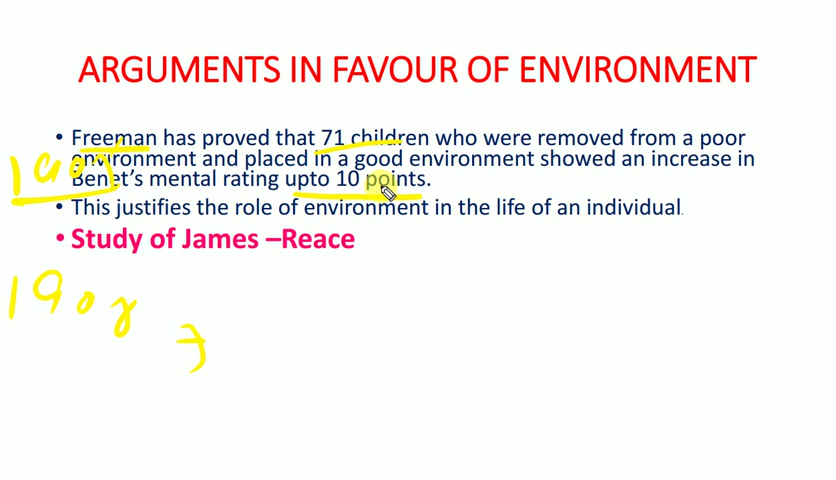 ARGUMENTS IN FAVOUR OF ENVIRONMENT
• Freeman has proved that 71 children who were removed from a poor
environment and placed in a good environment showed an increase in
Benet's mental rating upto 10 points.
• This justifies the role of environment in the life of an individual.
• Study of James –Reace